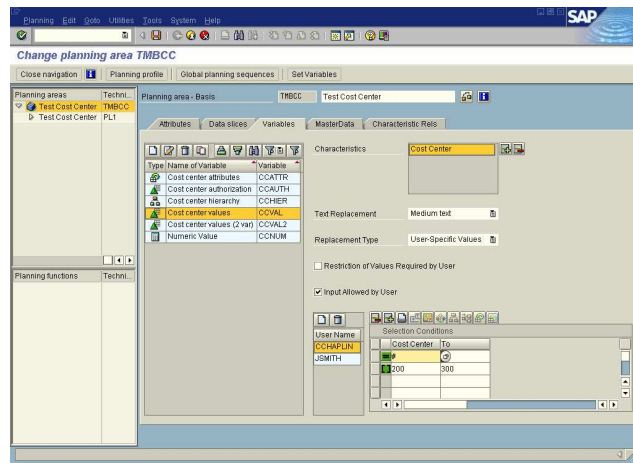 Planning Edit Goto Utilities Tools System Help
SAP
Change planning area TMBCC
Close navigation Planning profile Global planning sequences Set Variables
Planning areas Techni...
Test Cost Center TMBCC
Test Cost Center PL1
Planning area - Basis TMBCC Test Cost Center
Attributes Data slices Variables MasterData Characteristic Rels
Type Name of Variable Variable
Cost center attributes CCATTR
Cost center authorization CCAUTH
Cost center hierarchy CCHIER
Cost center values CCVAL
Cost center values (2 var) CCVAL2
Numeric Value CCNUM
Characteristics Cost Center
Text Replacement Medium text
Replacement Type User-Specific Values
Restriction of Values Required by User
Input Allowed by User
Planning functions Techni...
User Name
CCHAPLIN
JSMITH
Selection Conditions
Cost Center To
#
200 300